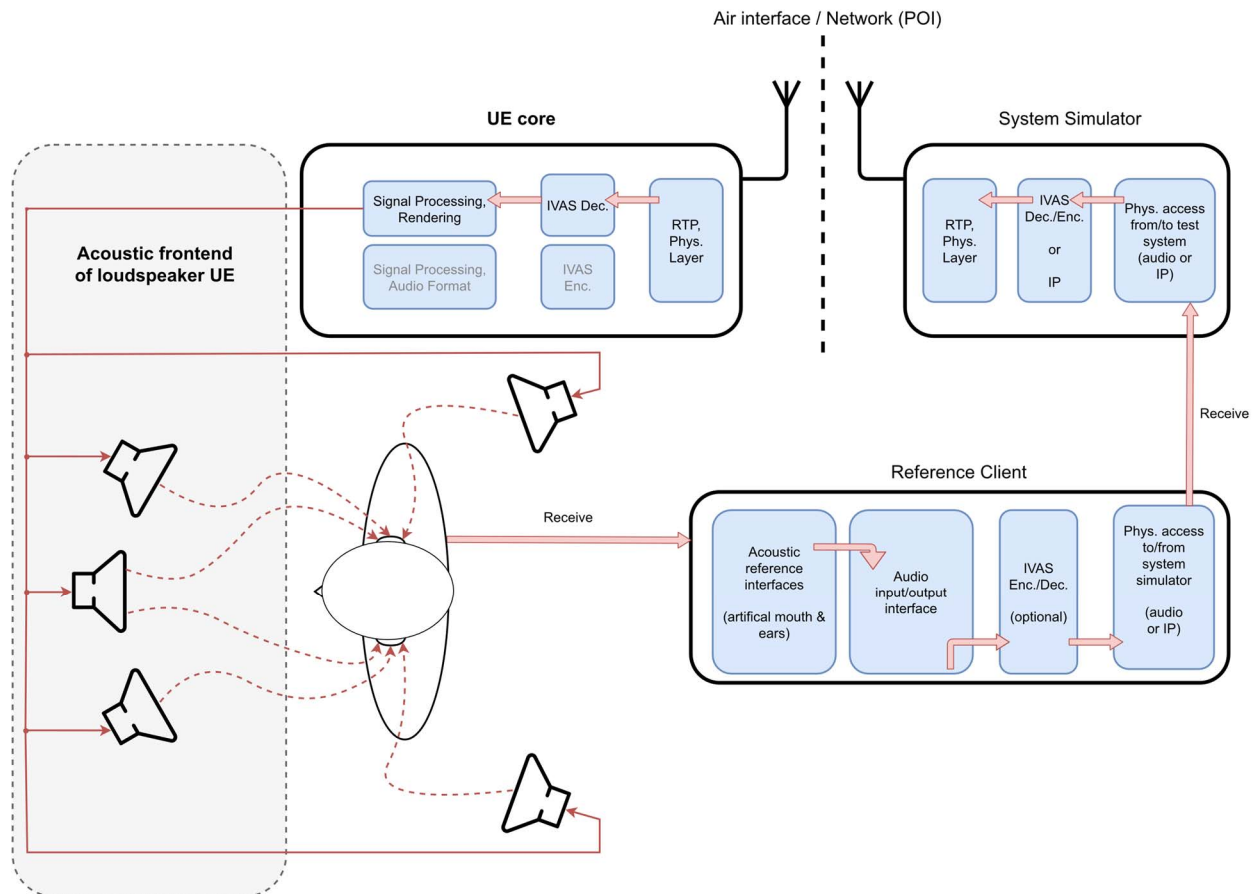 Air interface / Network (POI)
UE core
System Simulator
Signal Processing,
Rendering
IVAS Dec.
RTP,
Phys.
Layer
Signal Processing,
Audio Format
IVAS
Enc.
RTP,
Phys.
Layer
IVAS
Dec./Enc.
or
IP
Phys. access
from/to test
system
(audio or
IP)
Acoustic frontend
of loudspeaker UE
Receive
Reference Client
Receive
Acoustic
reference
interfaces
(artifical mouth &
ears)
Audio
input/output
interface
IVAS
Enc./Dec.
(optional)
Phys. access
to/from
system
simulator
(audio
or IP)